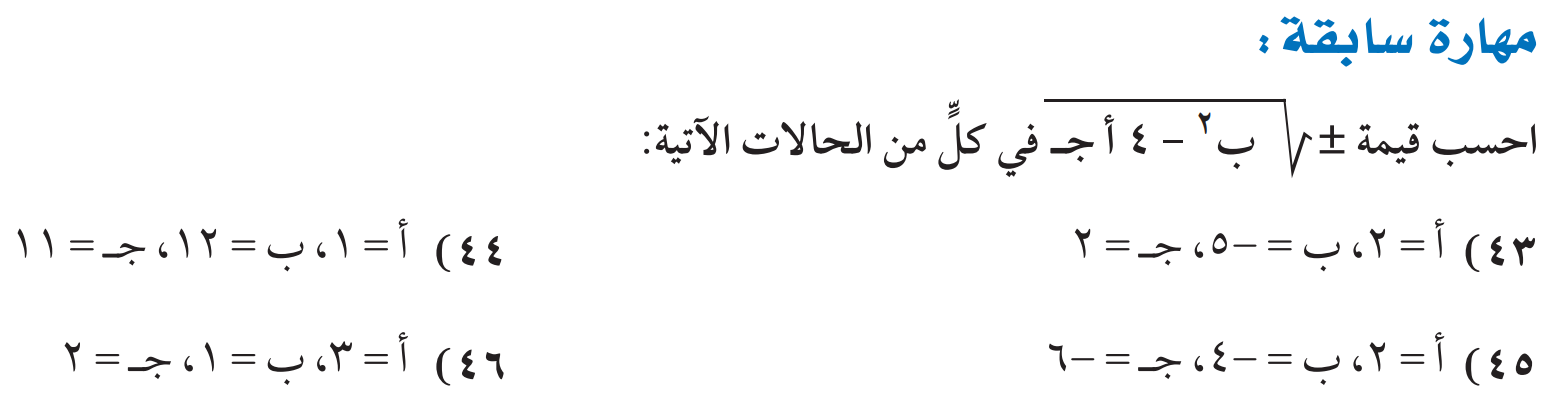 مهارة سابقة :
احسب قيمة ± √ب٢ – ٤ أ جـ في كلٍّ من الحالات الآتية:
٤٣) أ = ٢، ب = –٥، جـ = ٢ ٤٤) أ = ١، ب = ١٢، جـ = ١١
٤٥) أ = ٢، ب = –٤، جـ = –٦ ٤٦) أ = ٣، ب = ١، جـ = ٢